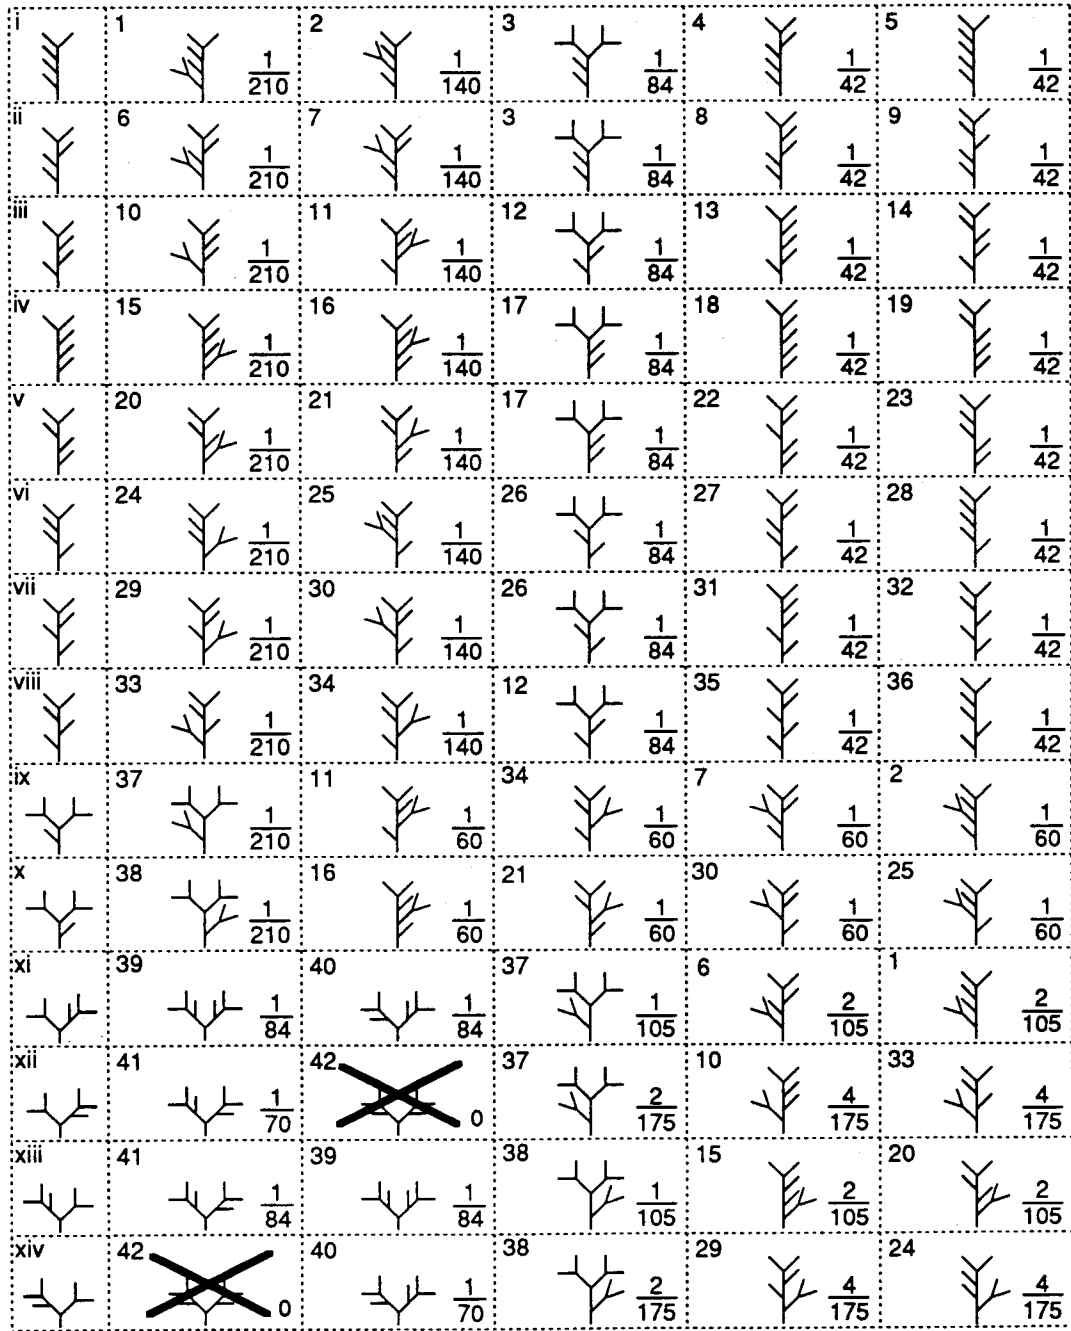 i 1 1/210 2 1/140 3 1/84 4 1/42 5 1/42
ii 6 1/210 7 1/140 3 1/84 8 1/42 9 1/42
iii 10 1/210 11 1/140 12 1/84 13 1/42 14 1/42
iv 15 1/210 16 1/140 17 1/84 18 1/42 19 1/42
v 20 1/210 21 1/140 17 1/84 22 1/42 23 1/42
vi 24 1/210 25 1/140 26 1/84 27 1/42 28 1/42
vii 29 1/210 30 1/140 26 1/84 31 1/42 32 1/42
viii 33 1/210 34 1/140 12 1/84 35 1/42 36 1/42
ix 37 1/210 11 1/60 34 1/60 7 1/60 2 1/60
x 38 1/210 16 1/60 21 1/60 30 1/60 25 1/60
xi 39 1/84 40 1/84 37 1/105 6 2/105 1 2/105
xii 41 1/70 42 0 37 2/175 10 4/175 33 4/175
xiii 41 1/84 39 1/84 38 1/105 15 2/105 20 2/105
xiv 42 0 40 1/70 38 2/175 29 4/175 24 4/175